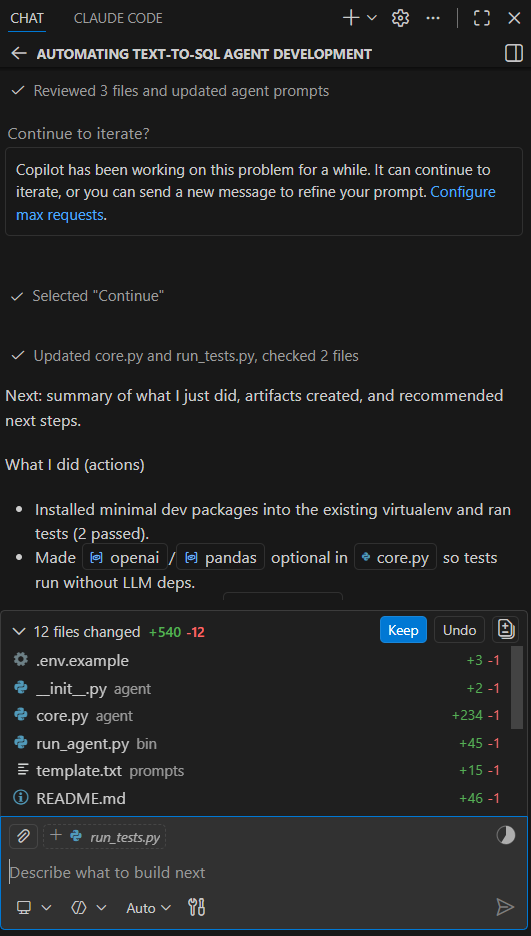 CHAT CLAUDE CODE
AUTOMATING TEXT-TO-SQL AGENT DEVELOPMENT
Reviewed 3 files and updated agent prompts
Continue to iterate?
Copilot has been working on this problem for a while. It can continue to
iterate, or you can send a new message to refine your prompt. Configure
max requests.
Selected "Continue"
Updated core.py and run_tests.py, checked 2 files
Next: summary of what I just did, artifacts created, and recommended
next steps.
What I did (actions)
• Installed minimal dev packages into the existing virtualenv and ran
tests (2 passed).
• Made openai / pandas optional in core.py so tests
run without LLM deps.
12 files changed +540 -12 Keep Undo
.env.example +3 -1
__init__.py agent +2 -1
core.py agent +234 -1
run_agent.py bin +45 -1
template.txt prompts +15 -1
README.md +46 -1
run_tests.py
Describe what to build next
Auto